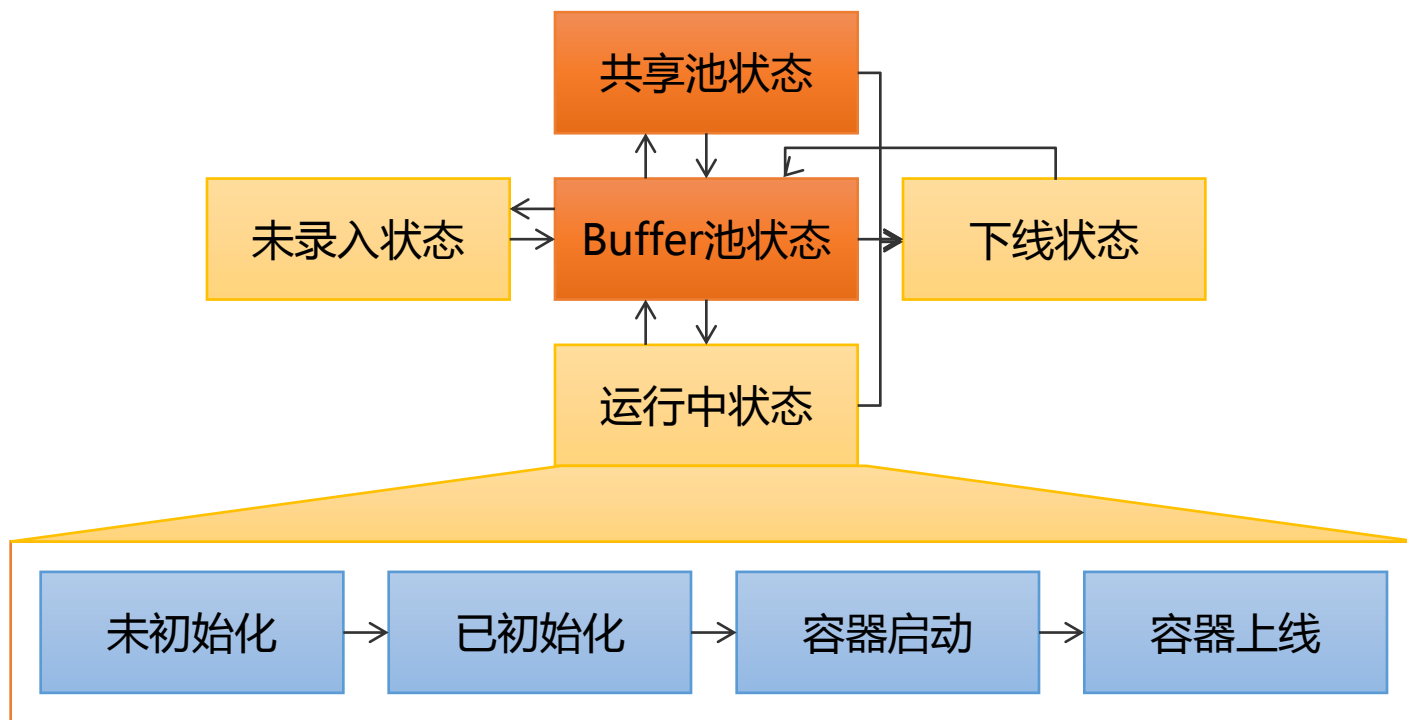 共享池状态
未录入状态
Buffer池状态
下线状态
运行中状态
未初始化
已初始化
容器启动
容器上线